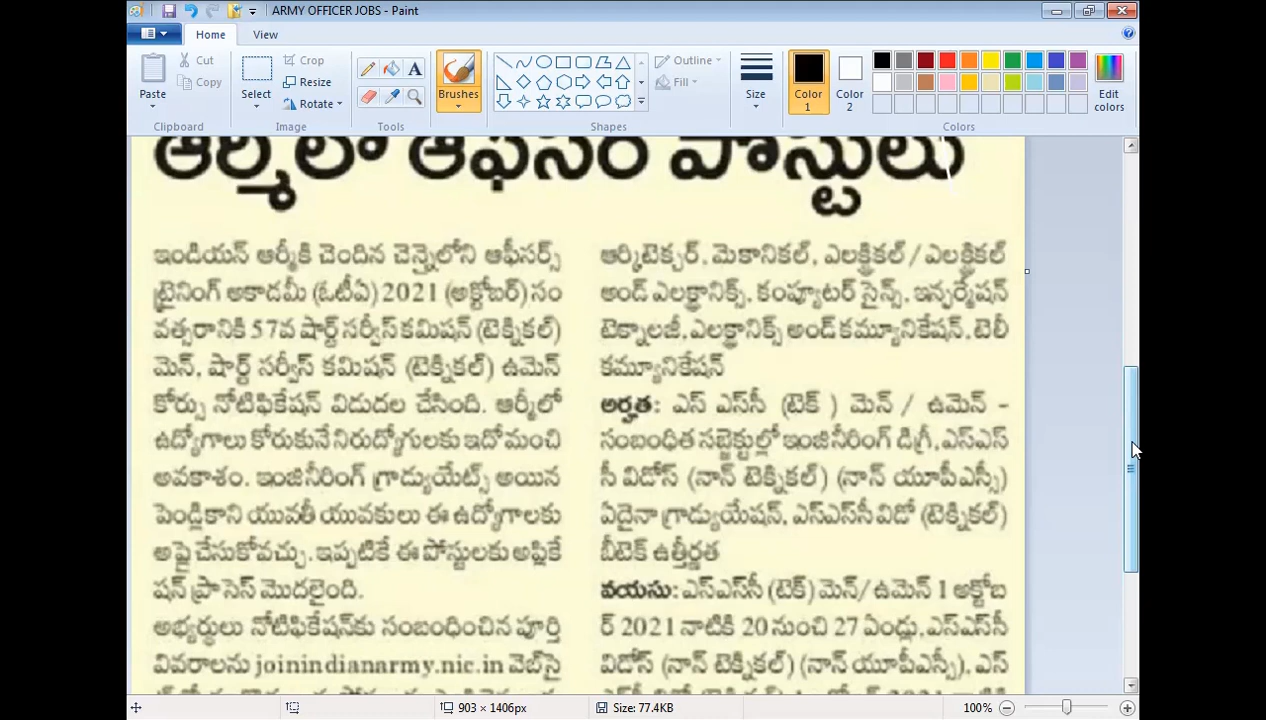 ARMY OFFICER JOBS - Paint
Home
View
Paste
Cut
Copy
Clipboard
Select
Crop
Resize
Rotate
Image
Tools
Brushes
Outline
Fill
Shapes
Size
Color 1
Color 2
Edit colors
Colors
ఆర్మీలో ఆఫీసర్ పోస్టులు
ఇండియన్ ఆర్మీకి చెందిన చెన్నైలోని ఆఫీసర్స్
ట్రైనింగ్ అకాడమీ (ఓటీఏ) 2021 (అక్టోబర్) సం
వత్సరానికి 57వ షార్ట్ సర్వీస్ కమిషన్ (టెక్నికల్)
మెన్, షార్ట్ సర్వీస్ కమిషన్ (టెక్నికల్) ఉమెన్
కోర్సు నోటిఫికేషన్ విడుదల చేసింది. ఆర్మీలో
ఉద్యోగాలు కోరుకునే నిరుద్యోగులకు ఇదో మంచి
అవకాశం. ఇంజినీరింగ్ గ్రాడ్యుయేట్స్ అయిన
పెండ్లికాని యువతీ యువకులు ఈ ఉద్యోగాలకు
అప్లై చేసుకోవచ్చు. ఇప్పటికే ఈ పోస్టులకు అప్లికే
షన్ ప్రాసెస్ మొదలైంది.
అభ్యర్థులు నోటిఫికేషన్‌కు సంబంధించిన పూర్తి
వివరాలను joinindianarmy.nic.in వెబ్‌సై
ఆర్కిటెక్చర్, మెకానికల్, ఎలక్ట్రికల్ / ఎలక్ట్రికల్
అండ్ ఎలక్ట్రానిక్స్, కంప్యూటర్ సైన్స్, ఇన్ఫర్మేషన్
టెక్నాలజీ, ఎలక్ట్రానిక్స్ అండ్ కమ్యూనికేషన్, టెలీ
కమ్యూనికేషన్
అర్హత: ఎస్ ఎస్‌సీ (టెక్ ) మెన్ / ఉమెన్ -
సంబంధిత సబ్జెక్టుల్లో ఇంజినీరింగ్ డిగ్రీ, ఎస్ఎస్
సీ విడోస్ (నాన్ టెక్నికల్) (నాన్ యూపీఎస్సీ)
ఏదైనా గ్రాడ్యుయేషన్, ఎస్ఎస్‌సీ విడో (టెక్నికల్)
బీటెక్ ఉత్తీర్ణత
వయసు: ఎస్ఎస్‌సీ (టెక్) మెన్/ ఉమెన్ 1 అక్టోబ
ర్ 2021 నాటికి 20 నుంచి 27 ఏండ్లు, ఎస్ఎస్‌సీ
విడోస్ (నాన్ టెక్నికల్) (నాన్ యూపీఎస్సీ), ఎస్
903 × 1406px
Size: 77.4KB
100%